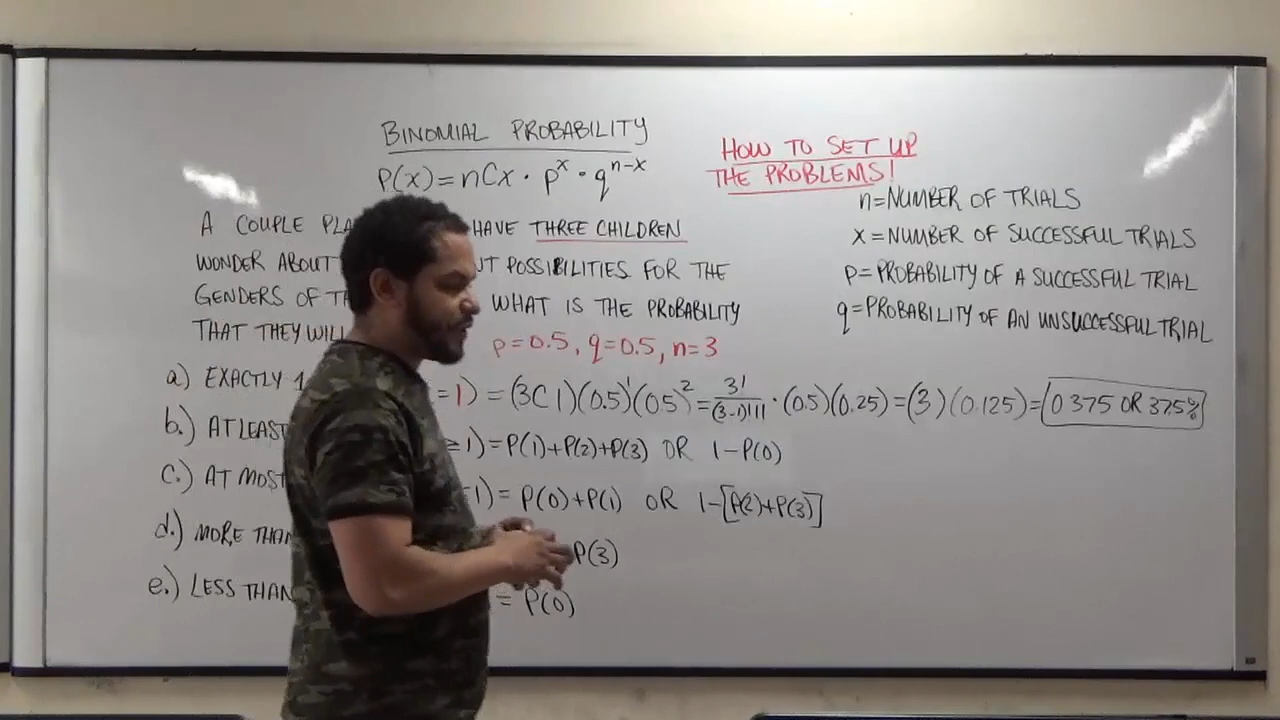 BINOMIAL PROBABILITY
P(x)=nCx · p^x · q^(n-x)
HOW TO SET UP
THE PROBLEMS!
n=NUMBER OF TRIALS
x=NUMBER OF SUCCESSFUL TRIALS
p=PROBABILITY OF A SUCCESSFUL TRIAL
q=PROBABILITY OF AN UNSUCCESSFUL TRIAL
A COUPLE HAVE THREE CHILDREN
WONDER ABOUT POSSIBILITIES FOR THE
GENDERS OF WHAT IS THE PROBABILITY
THAT THEY WILL
p=0.5, q=0.5, n=3
a) EXACTLY 1 =1) = (3C1)(0.5)^1(0.5)^2 = 3!/(3-1)!1! · (0.5)(0.25) = (3)(0.125) = 0.375 OR 37.5%
b.) AT LEAST ≥1) = P(1)+P(2)+P(3) OR 1-P(0)
c.) AT MOST 1) = P(0)+P(1) OR 1-[P(2)+P(3)]
d.) MORE THAN P(3)
e.) LESS THAN = P(0)